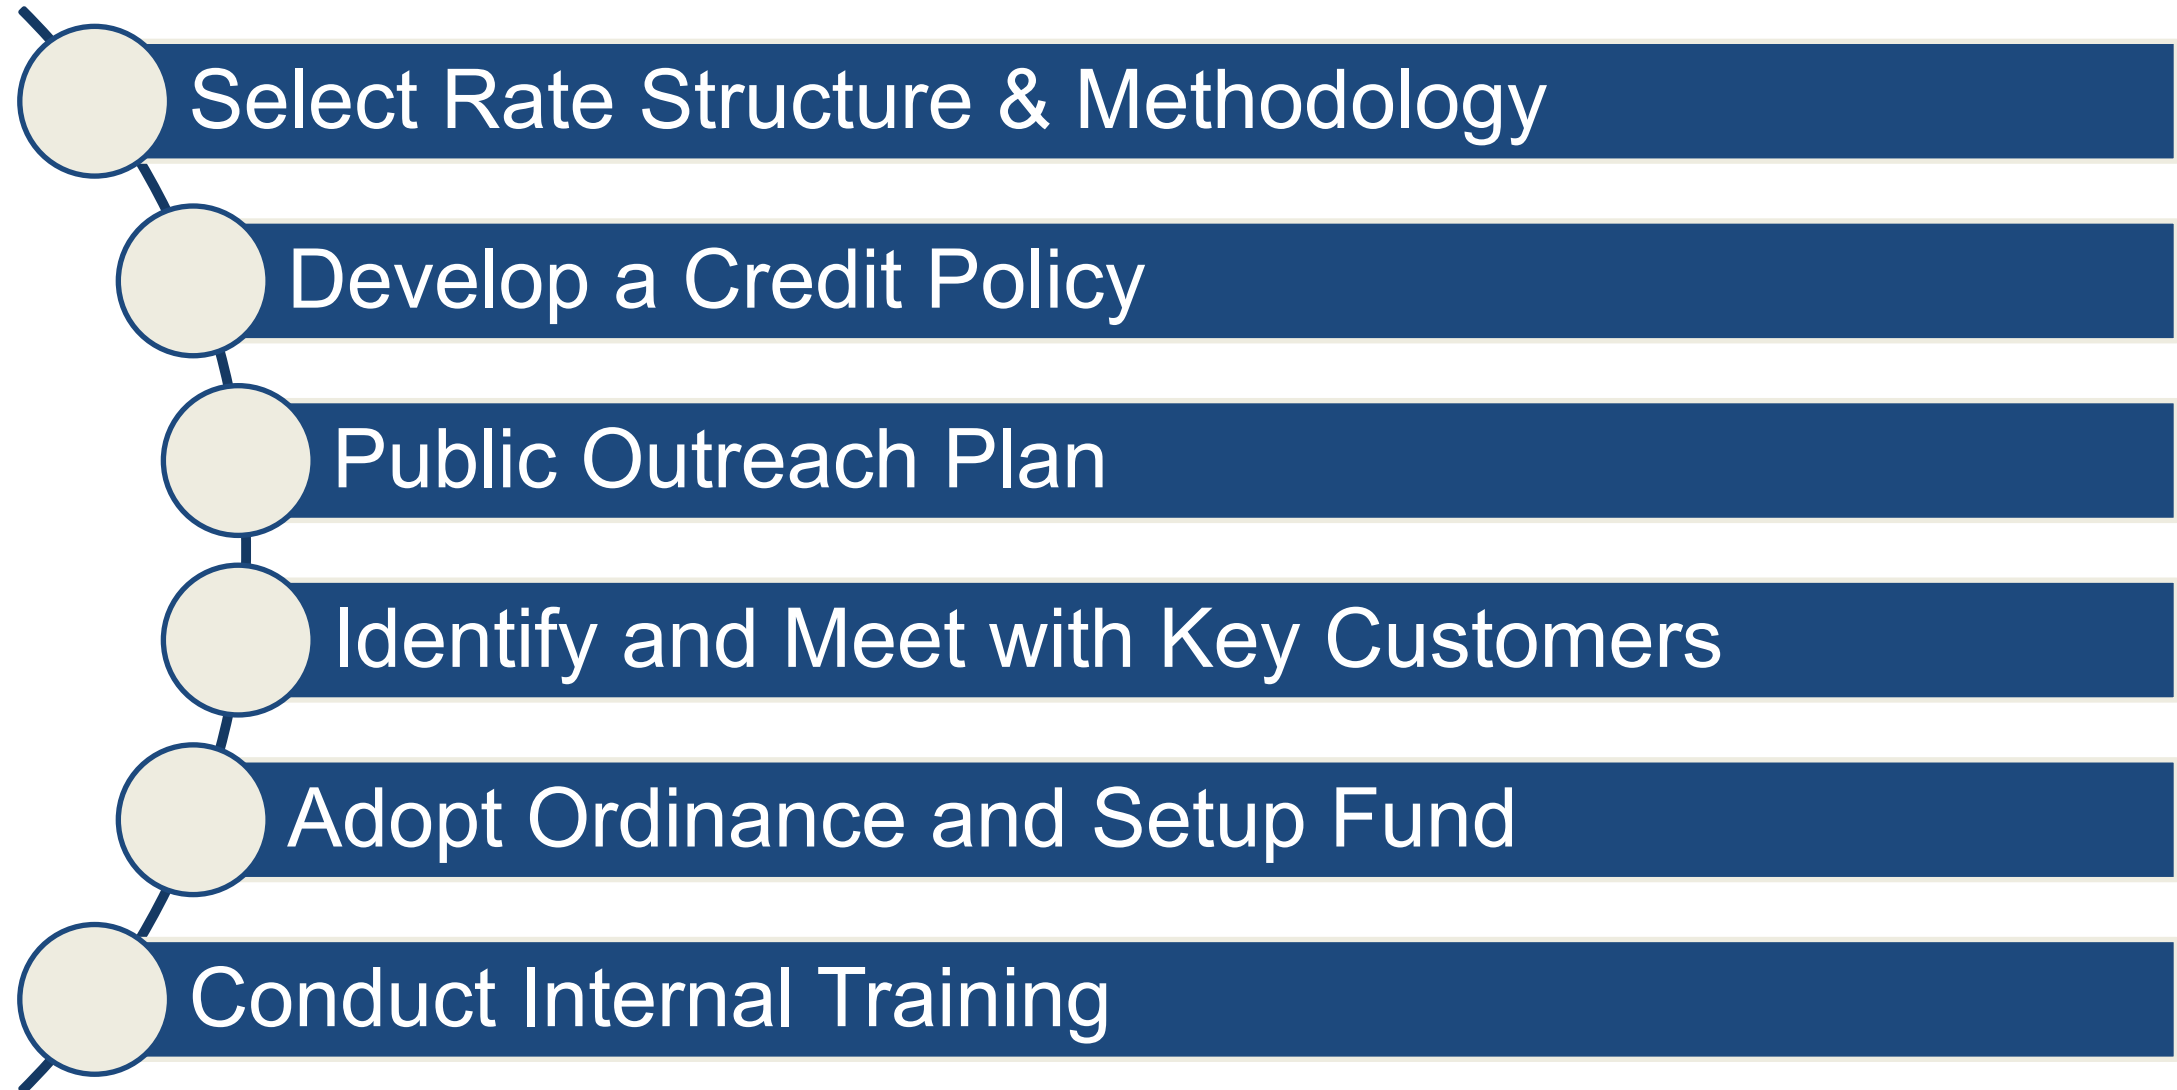 Select Rate Structure & Methodology
Develop a Credit Policy
Public Outreach Plan
Identify and Meet with Key Customers
Adopt Ordinance and Setup Fund
Conduct Internal Training